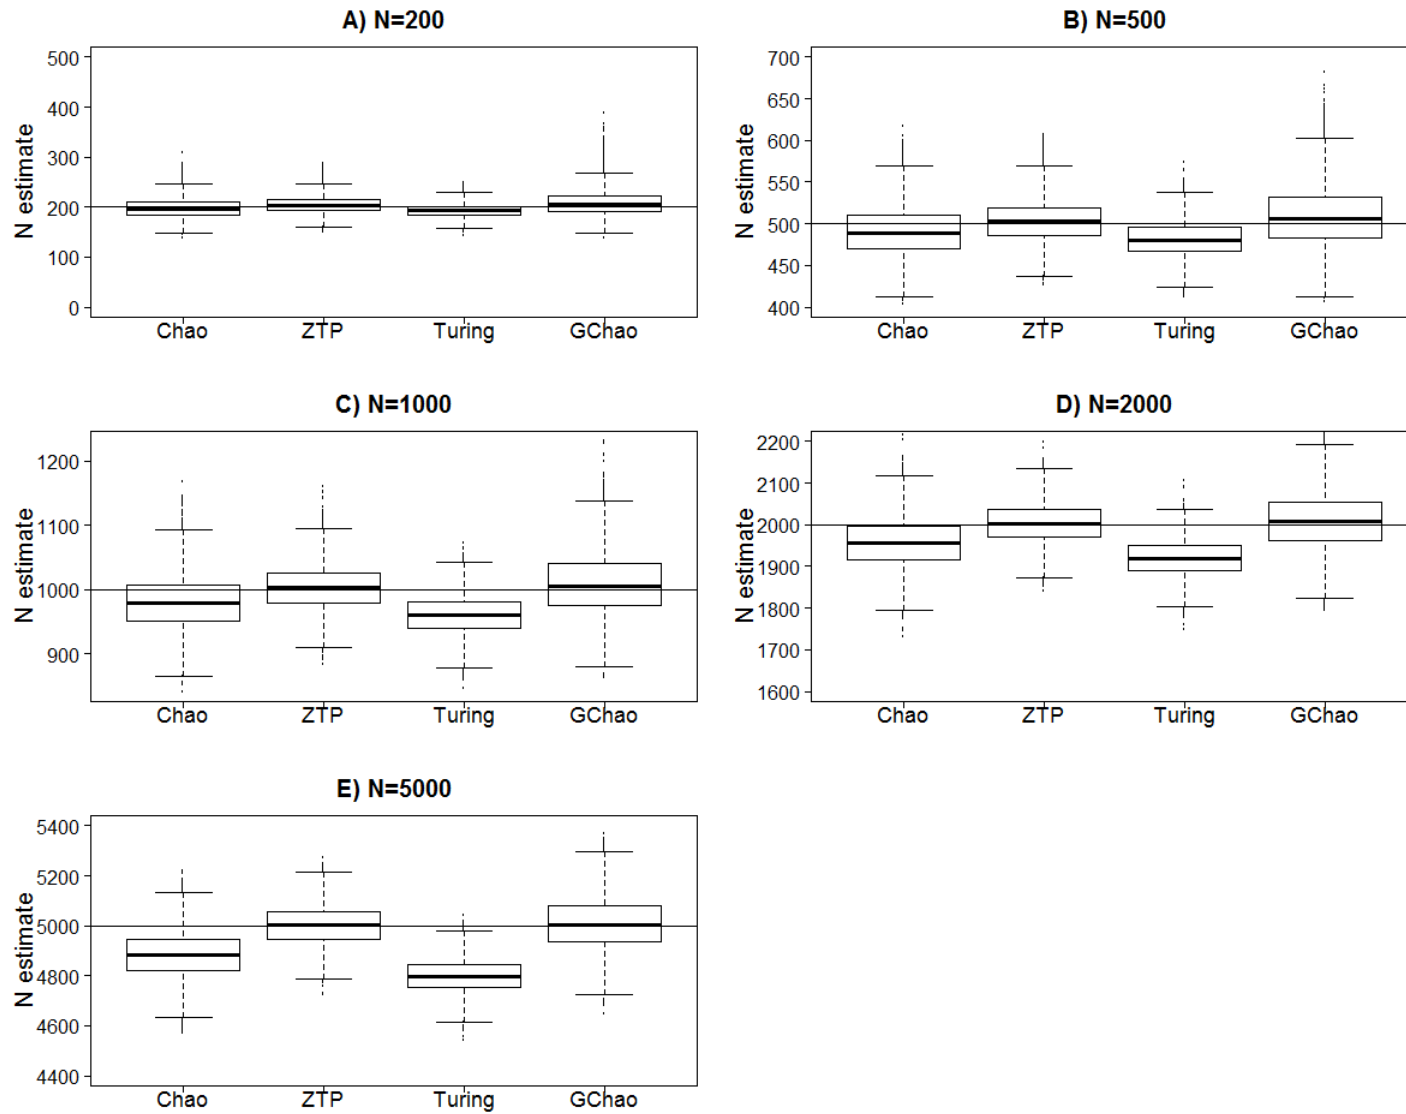 A) N=200
N estimate
500
400
300
200
100
0
Chao ZTP Turing GChao
B) N=500
N estimate
700
650
600
550
500
450
400
Chao ZTP Turing GChao
C) N=1000
N estimate
1200
1100
1000
900
Chao ZTP Turing GChao
D) N=2000
N estimate
2200
2100
2000
1900
1800
1700
1600
Chao ZTP Turing GChao
E) N=5000
N estimate
5400
5200
5000
4800
4600
4400
Chao ZTP Turing GChao